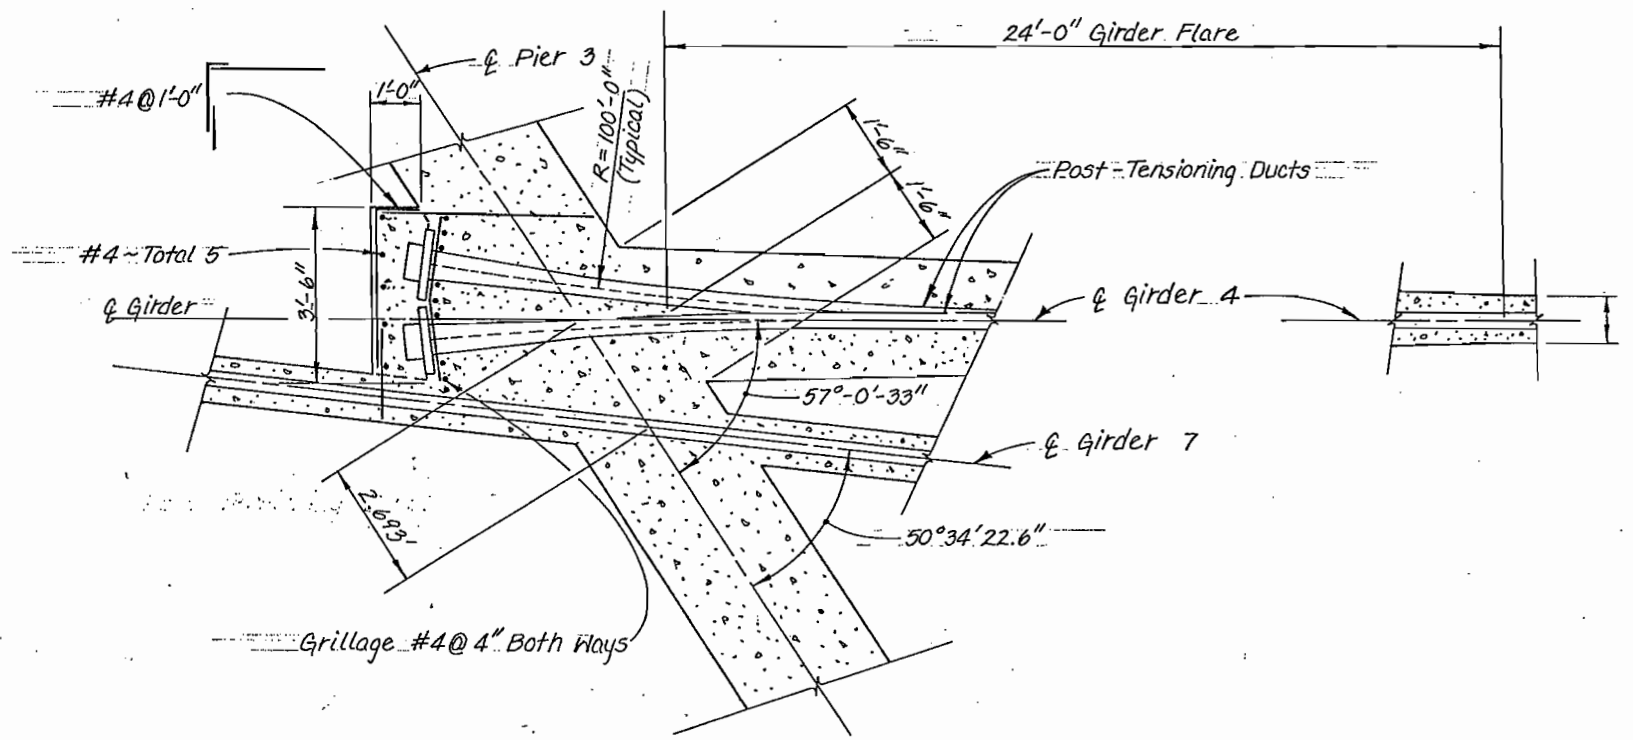 24'-0" Girder Flare
℄ Pier 3
1'-0"
#4@1'-0"
R=100'-0"
(Typical)
1'-6"
1'-6"
Post-Tensioning Ducts
#4~Total 5
3'-6"
℄ Girder
℄ Girder 4
57°-0'-33"
℄ Girder 7
2.693'
50°34'22.6"
Grillage #4@4" Both Ways